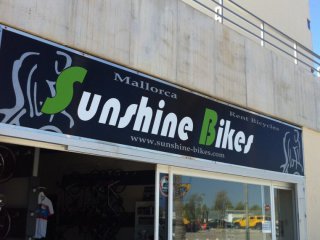 Mallorca
Rent Bicycles
Sunshine Bikes
www.sunshine-bikes.com